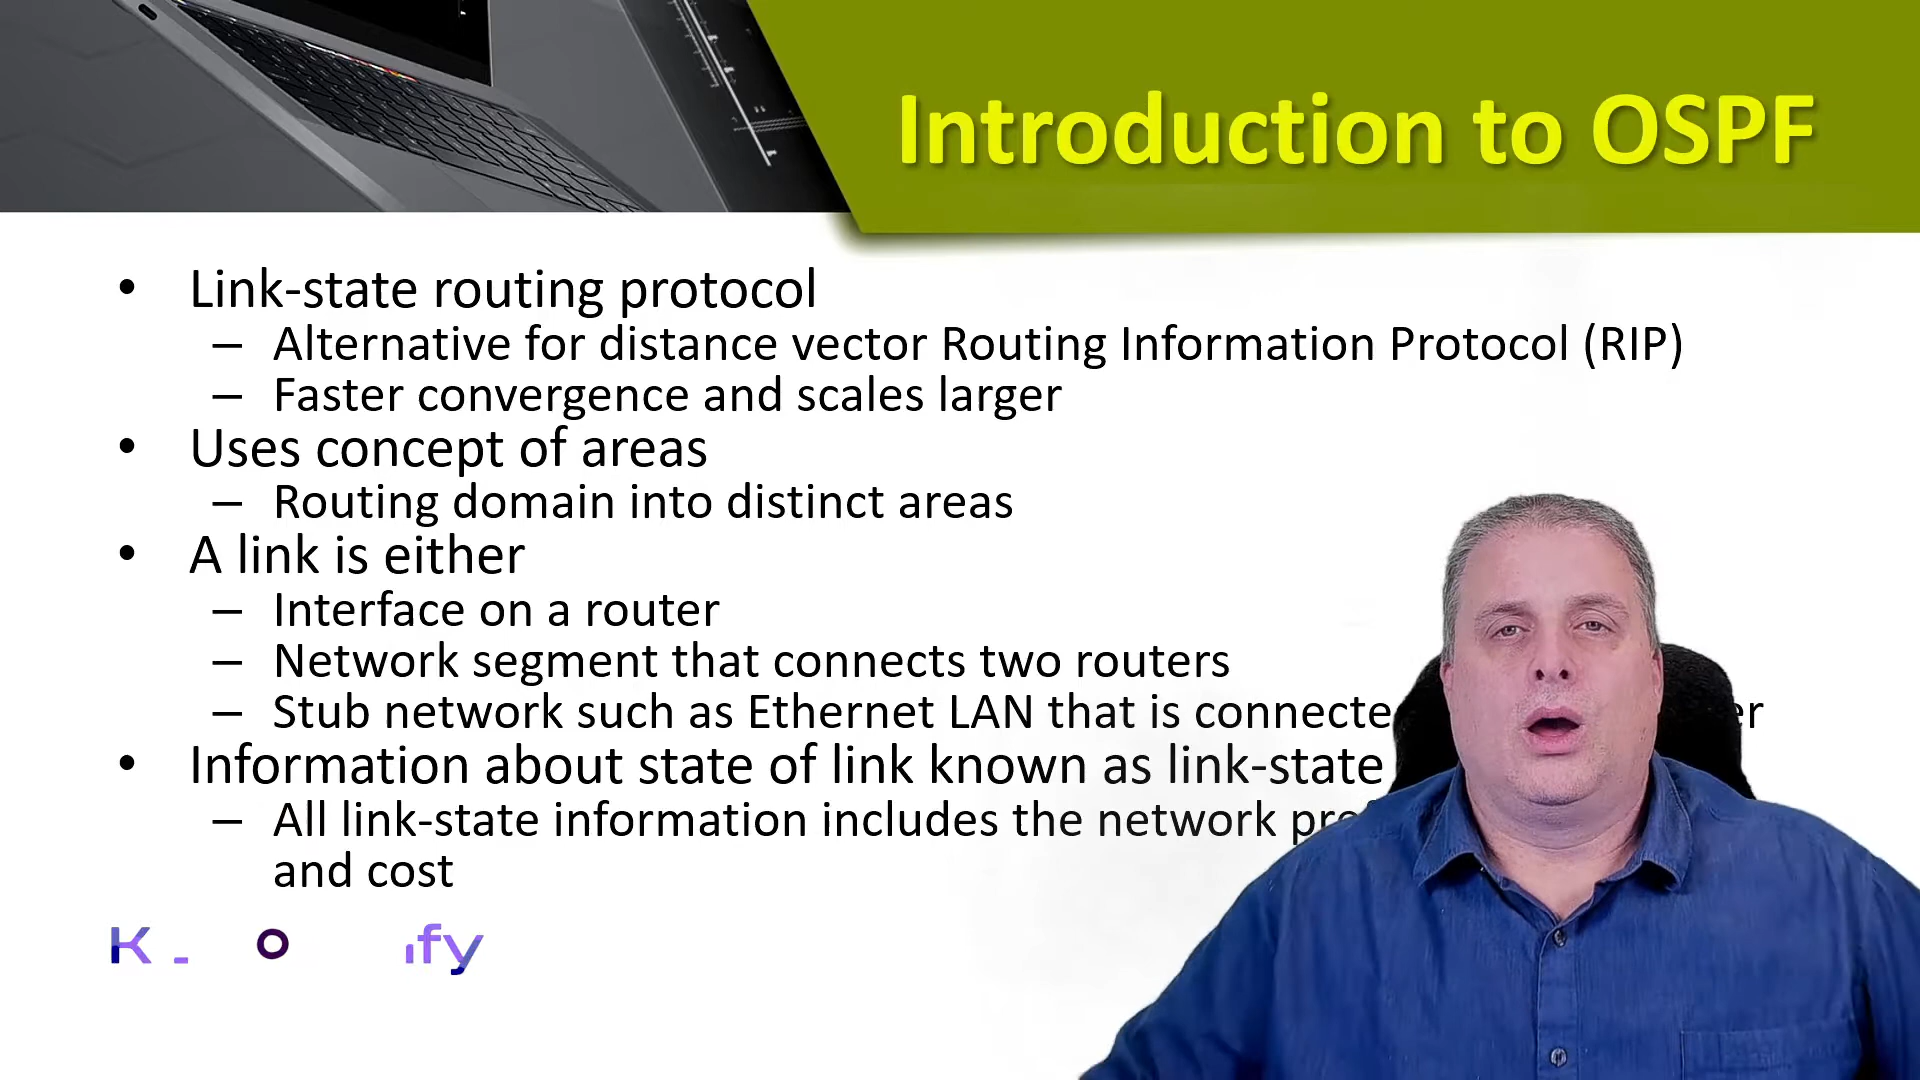 Introduction to OSPF
• Link-state routing protocol
– Alternative for distance vector Routing Information Protocol (RIP)
– Faster convergence and scales larger
• Uses concept of areas
– Routing domain into distinct areas
• A link is either
– Interface on a router
– Network segment that connects two routers
– Stub network such as Ethernet LAN that is
• Information about state of link known as link-state
– All link-state information includes the network
and cost